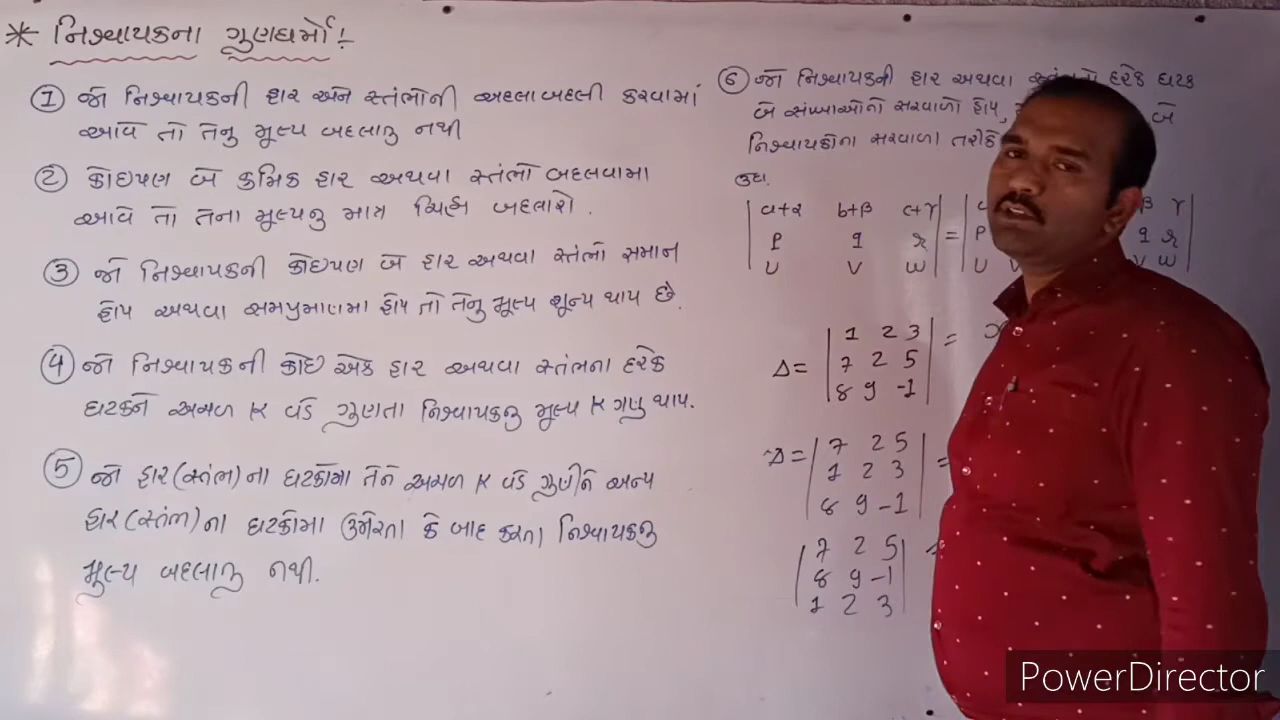 * નિશ્ચાયકના ગુણધર્મો!
① જો નિશ્ચાયકની હાર અને સ્તંભોની અદલાબદલી કરવામાં
આવે તો તેનુ મૂલ્ય બદલાતુ નથી
② કોઈપણ બે ક્રમિક હાર અથવા સ્તંભો બદલવામા
આવે તો તેના મૂલ્યનુ માત્ર ચિહ્ન બદલાશે.
③ જો નિશ્ચાયકની કોઈપણ બે હાર અથવા સ્તંભો સમાન
હોય અથવા સમપ્રમાણમા હોય તો તેનુ મૂલ્ય શૂન્ય થાય છે.
④ જો નિશ્ચાયકની કોઈ એક હાર અથવા સ્તંભના દરેક
ઘટકને અચળ K વડે ગુણતા નિશ્ચાયકનુ મૂલ્ય K ગણુ થાય.
⑤ જો હાર(સ્તંભ)ના ઘટકોમા તેને અચળ K વડે ગુણીને અન્ય
હાર(સ્તંભ)ના ઘટકોમા ઉમેરતા કે બાદ કરતા નિશ્ચાયકનુ
મૂલ્ય બદલાતુ નથી.
⑥ જો નિશ્ચાયકની હાર અથવા દરેક ઘટક
બે સંખ્યાઓનો સરવાળો હોય, બે
નિશ્ચાયકોના સરવાળા તરીકે
ઉદા.
| a+α b+β c+γ | β γ |
| p q r | = | p q r |
| u v w | u v w |
| 1 2 3 |
Δ = | 7 2 5 | =
| 8 9 -1 |
| 7 2 5 |
-Δ = | 1 2 3 | =
| 8 9 -1 |
| 7 2 5 |
| 8 9 -1 |
| 1 2 3 |
PowerDirector